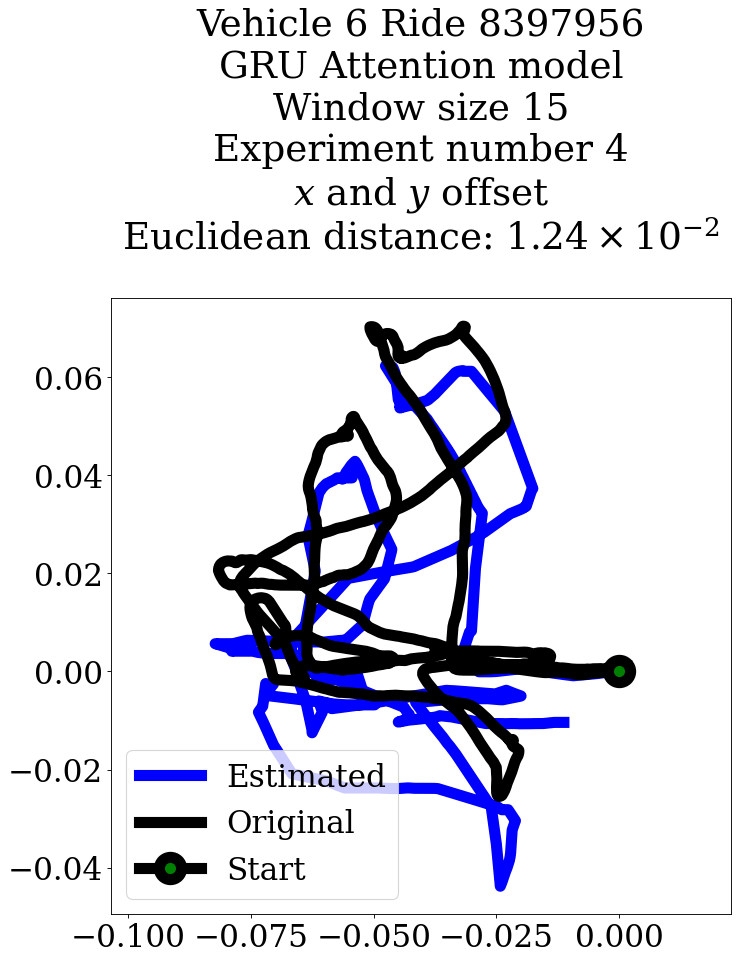 Vehicle 6 Ride 8397956
GRU Attention model
Window size 15
Experiment number 4
x and y offset
Euclidean distance: 1.24 × 10⁻²
0.06
0.04
0.02
0.00
−0.02
−0.04
Estimated
Original
Start
−0.100 −0.075 −0.050 −0.025 0.000